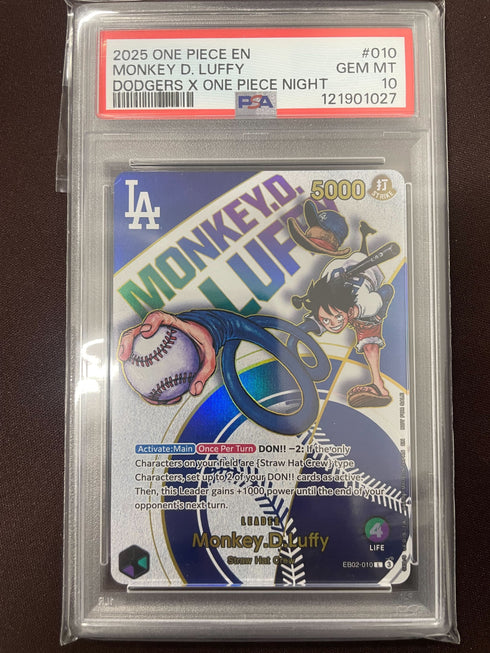 2025 ONE PIECE EN #010
MONKEY D. LUFFY GEM MT
DODGERS X ONE PIECE NIGHT 10
PSA 121901027
LA
5000 打
STRIKE
MONKEY.D.
LUFFY
Activate:Main Once Per Turn DON!! −2: If the only
Characters on your field are {Straw Hat Crew} type
Characters, set up to 2 of your DON!! cards as active.
Then, this Leader gains +1000 power until the end of your
opponent's next turn.
LEADER
Monkey.D.Luffy
Straw Hat Crew
4
LIFE
EB02-010 L 3